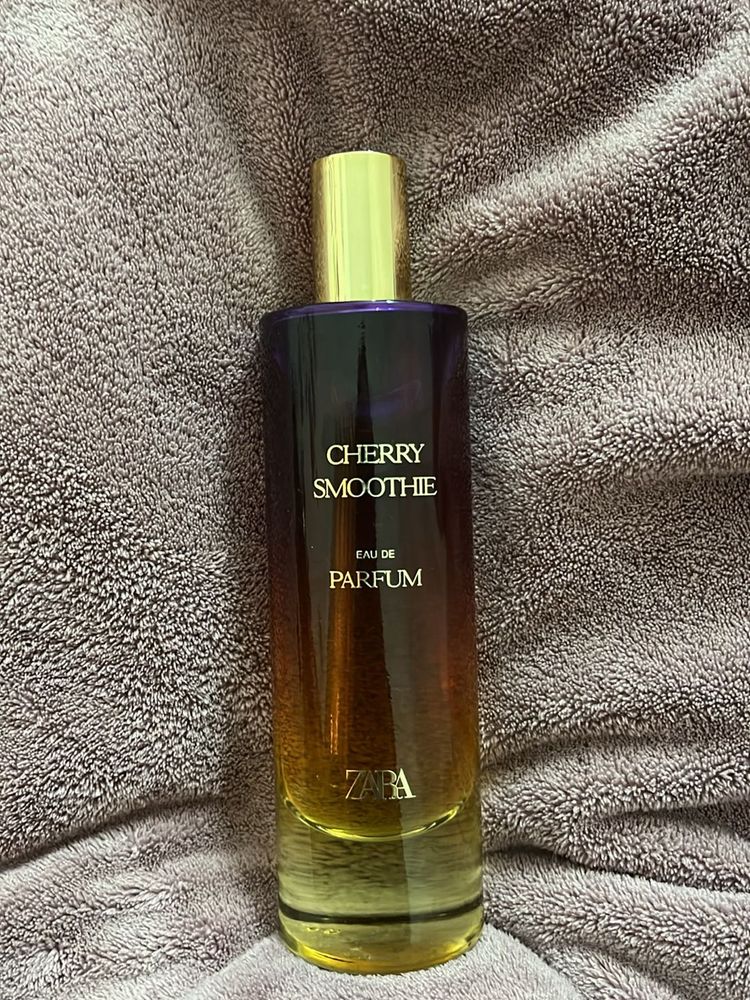 CHERRY
SMOOTHIE
EAU DE
PARFUM
ZARA